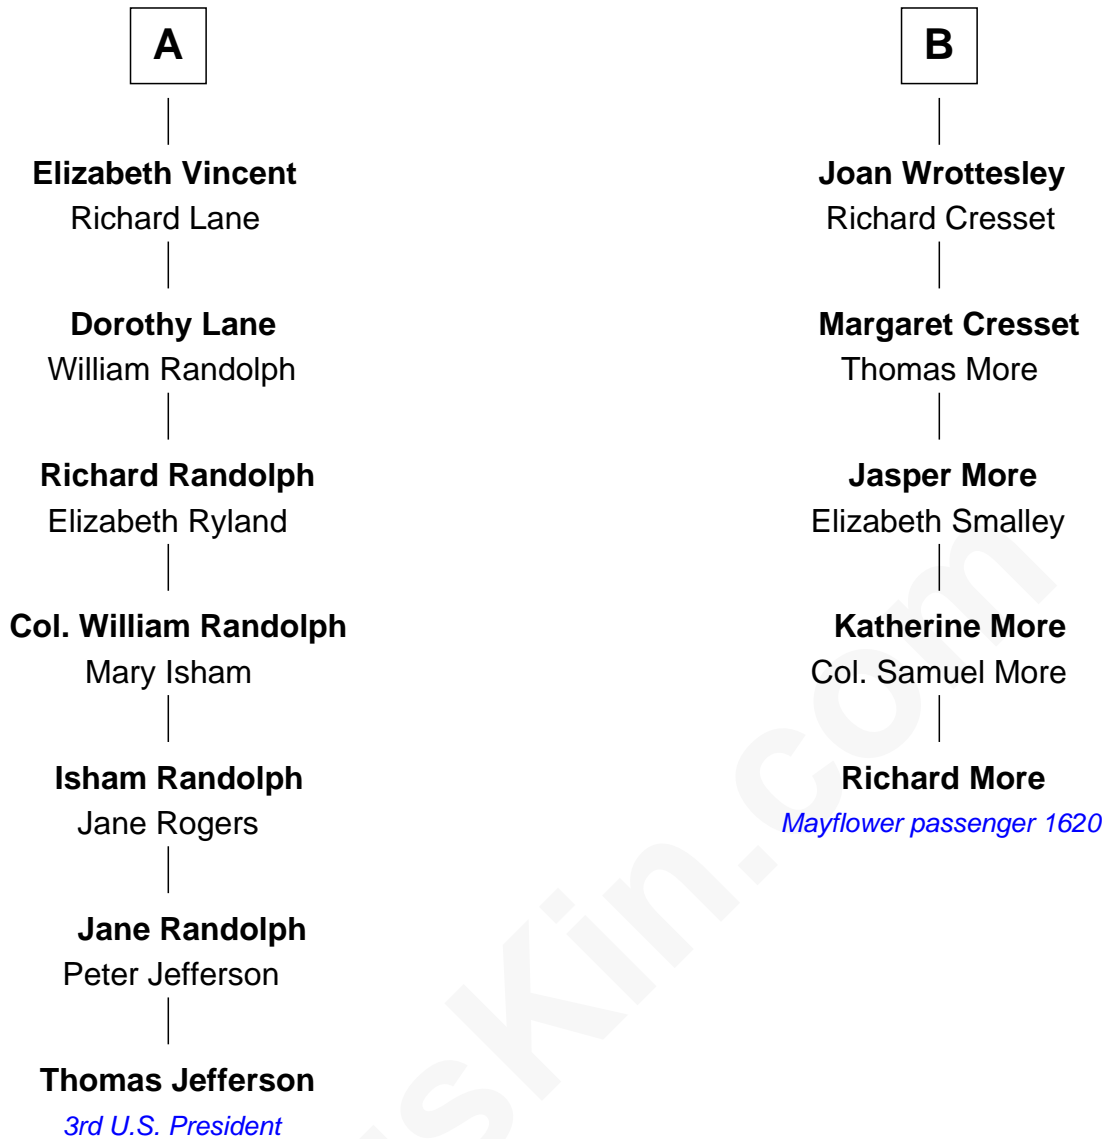 A
Elizabeth Vincent
Richard Lane
Dorothy Lane
William Randolph
Richard Randolph
Elizabeth Ryland
Col. William Randolph
Mary Isham
Isham Randolph
Jane Rogers
Jane Randolph
Peter Jefferson
Thomas Jefferson
3rd U.S. President
B
Joan Wrottesley
Richard Cresset
Margaret Cresset
Thomas More
Jasper More
Elizabeth Smalley
Katherine More
Col. Samuel More
Richard More
Mayflower passenger 1620
sKin.com